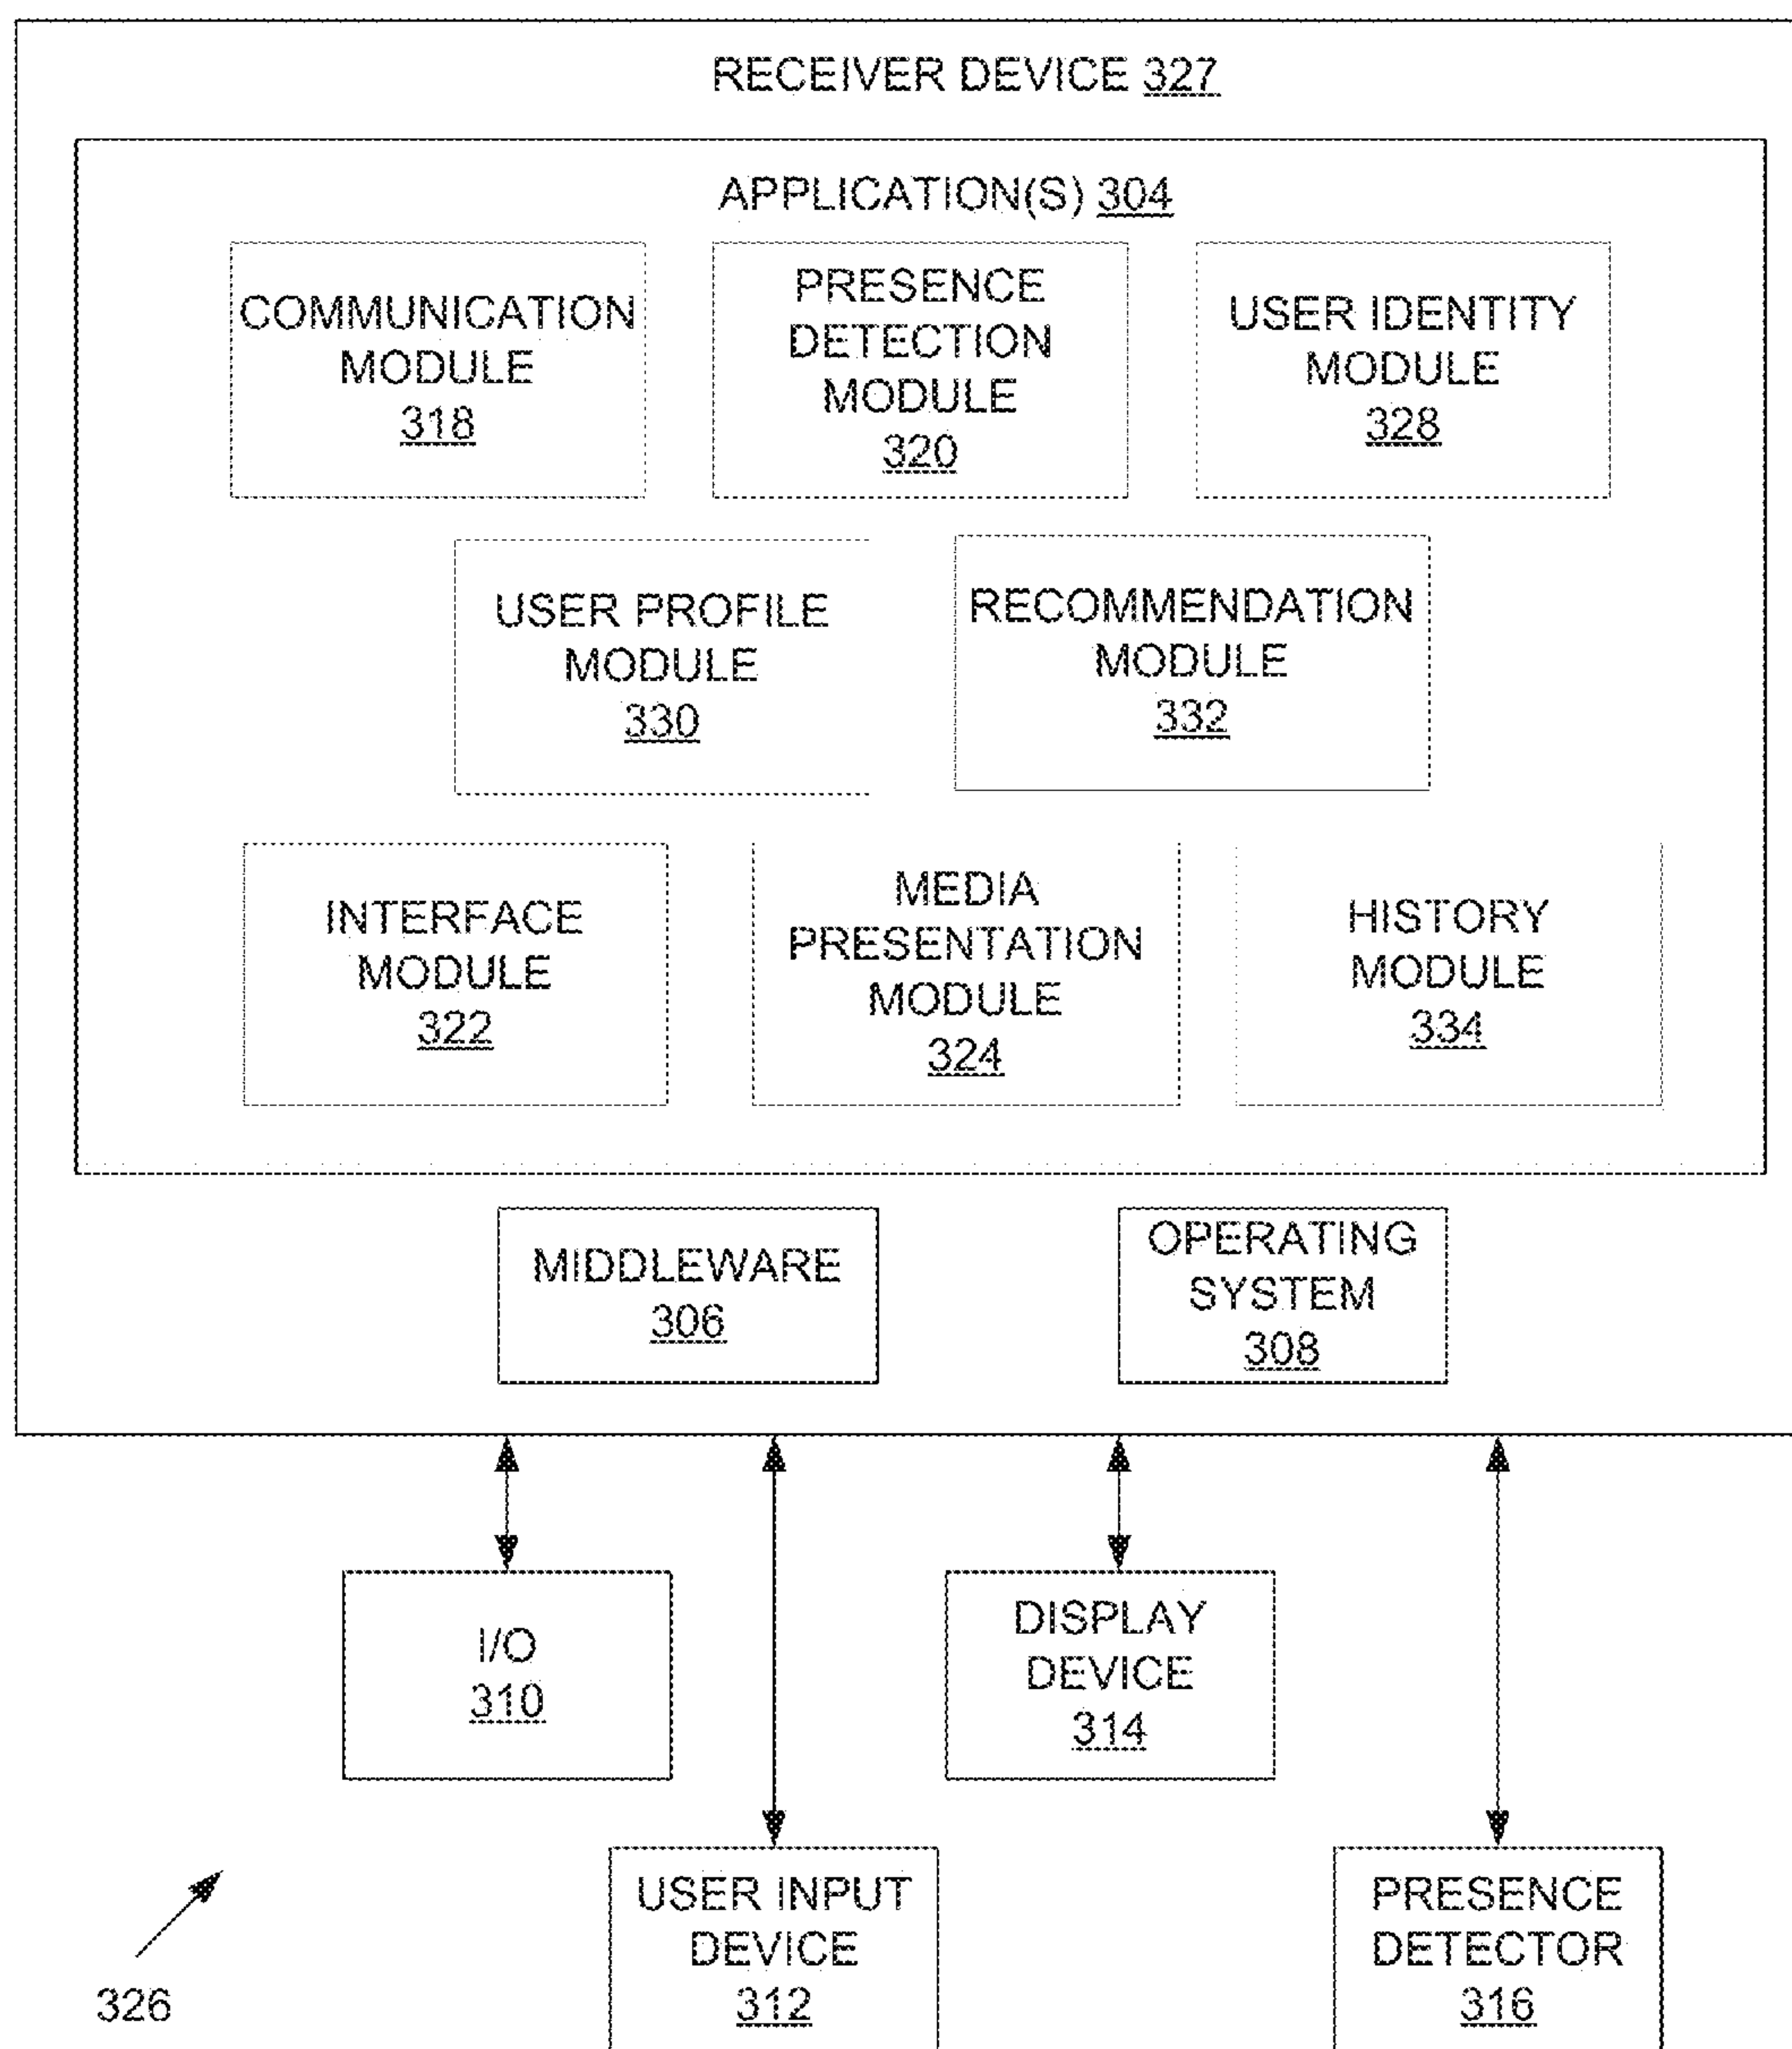 RECEIVER DEVICE 327
APPLICATION(S) 304
COMMUNICATION
MODULE
318
PRESENCE
DETECTION
MODULE
320
USER IDENTITY
MODULE
328
USER PROFILE
MODULE
330
RECOMMENDATION
MODULE
332
INTERFACE
MODULE
322
MEDIA
PRESENTATION
MODULE
324
HISTORY
MODULE
334
MIDDLEWARE
306
OPERATING
SYSTEM
308
I/O
310
DISPLAY
DEVICE
314
USER INPUT
DEVICE
312
PRESENCE
DETECTOR
316
326